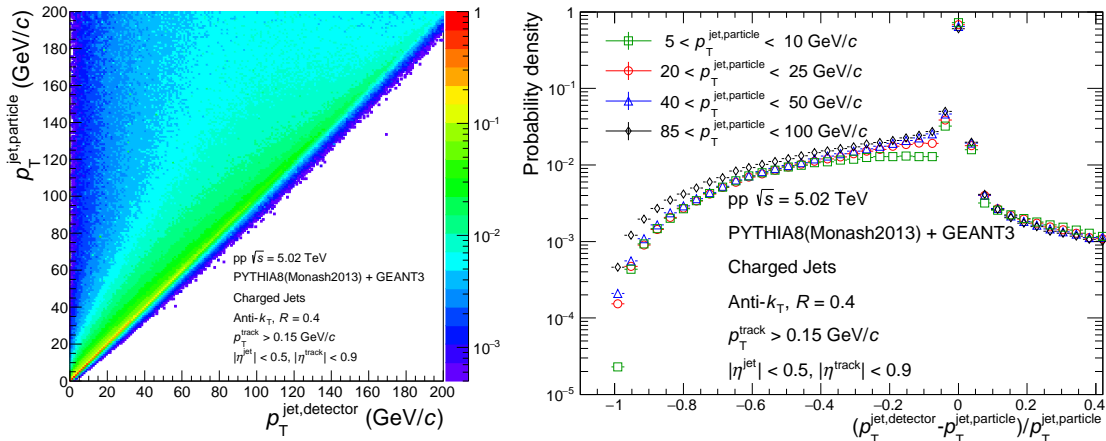 p_T^jet,particle (GeV/c)
200
180
160
140
120
100
80
60
40
20
0
pp √s = 5.02 TeV
PYTHIA8(Monash2013) + GEANT3
Charged Jets
Anti-k_T, R = 0.4
p_T^track > 0.15 GeV/c
|η^jet| < 0.5, |η^track| < 0.9
0 20 40 60 80 100 120 140 160 180 200
p_T^jet,detector (GeV/c)
1
10^−1
10^−2
10^−3
Probability density
1
10^−1
10^−2
10^−3
10^−4
10^−5
5 < p_T^jet,particle < 10 GeV/c
20 < p_T^jet,particle < 25 GeV/c
40 < p_T^jet,particle < 50 GeV/c
85 < p_T^jet,particle < 100 GeV/c
pp √s = 5.02 TeV
PYTHIA8(Monash2013) + GEANT3
Charged Jets
Anti-k_T, R = 0.4
p_T^track > 0.15 GeV/c
|η^jet| < 0.5, |η^track| < 0.9
−1 −0.8 −0.6 −0.4 −0.2 0 0.2 0.4
(p_T^jet,detector-p_T^jet,particle)/p_T^jet,particle